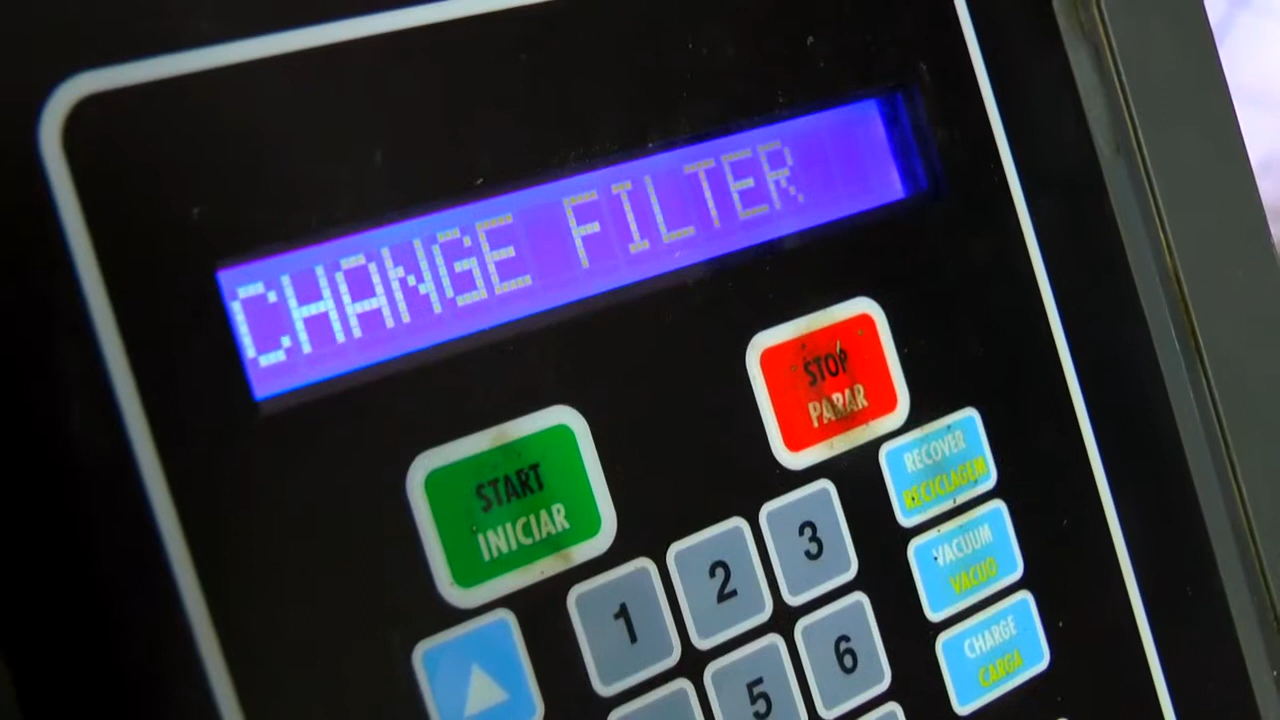 CHANGE FILTER
STOP
PARAR
START
INICIAR
RECOVER
RECICLAGEM
VACUUM
VACUO
CHARGE
CARGA
1
2
3
5
6